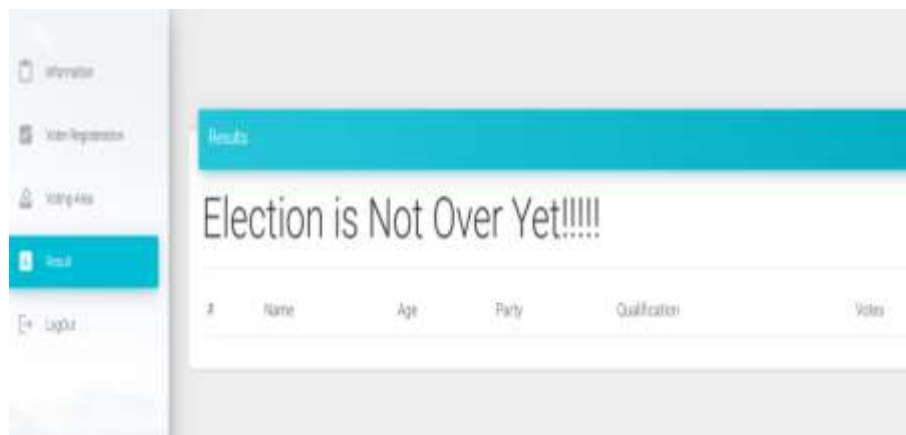 Information
Voter Registration
Voting Area
Result
LogOut
Results
Election is Not Over Yet!!!!!
# Name Age Party Qualification Votes